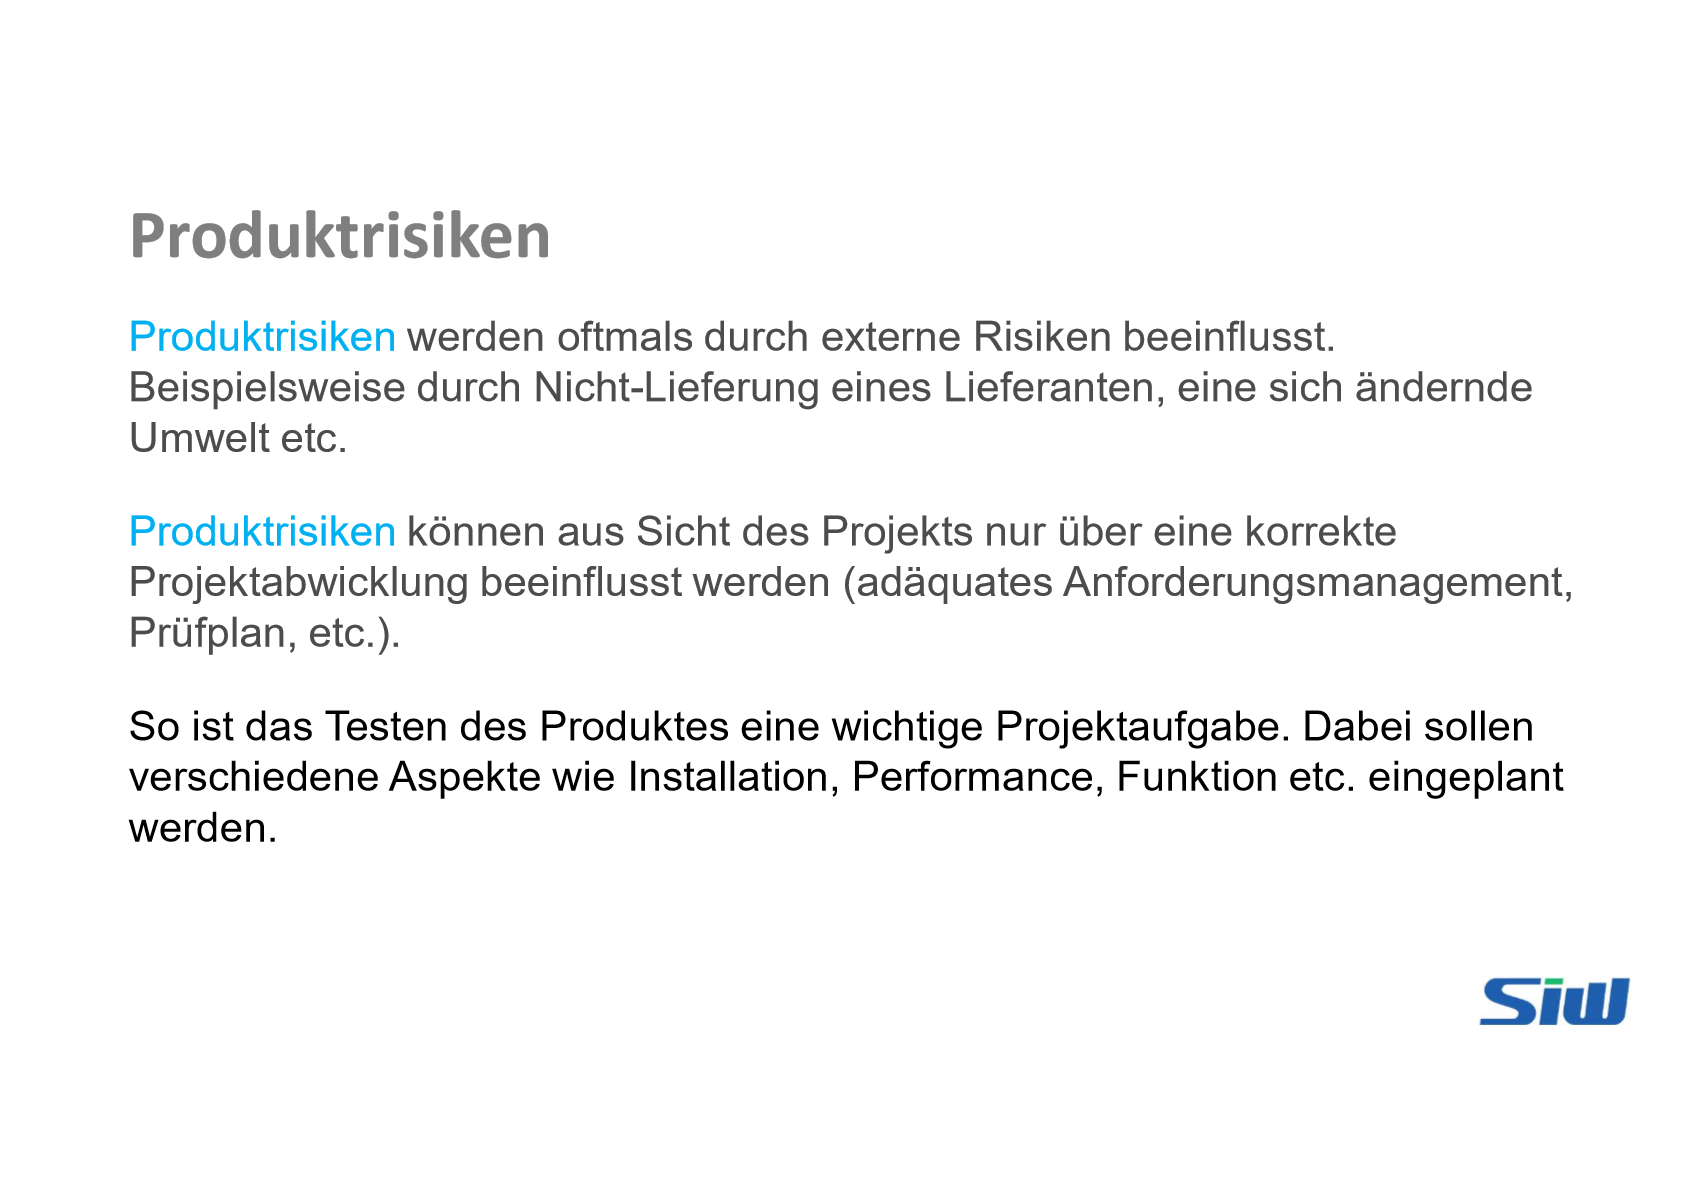 Produktrisiken
Produktrisiken werden oftmals durch externe Risiken beeinflusst.
Beispielsweise durch Nicht-Lieferung eines Lieferanten, eine sich ändernde
Umwelt etc.
Produktrisiken können aus Sicht des Projekts nur über eine korrekte
Projektabwicklung beeinflusst werden (adäquates Anforderungsmanagement,
Prüfplan, etc.).
So ist das Testen des Produktes eine wichtige Projektaufgabe. Dabei sollen
verschiedene Aspekte wie Installation, Performance, Funktion etc. eingeplant
werden.
Siw